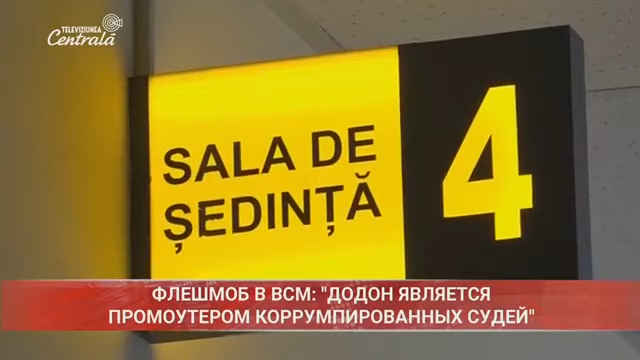 TELEVIZIUNEA
Centrală
SALA DE
ȘEDINȚĂ
4
ФЛЕШМОБ В ВСМ: "ДОДОН ЯВЛЯЕТСЯ
ПРОМОУТЕРОМ КОРРУМПИРОВАННЫХ СУДЕЙ"